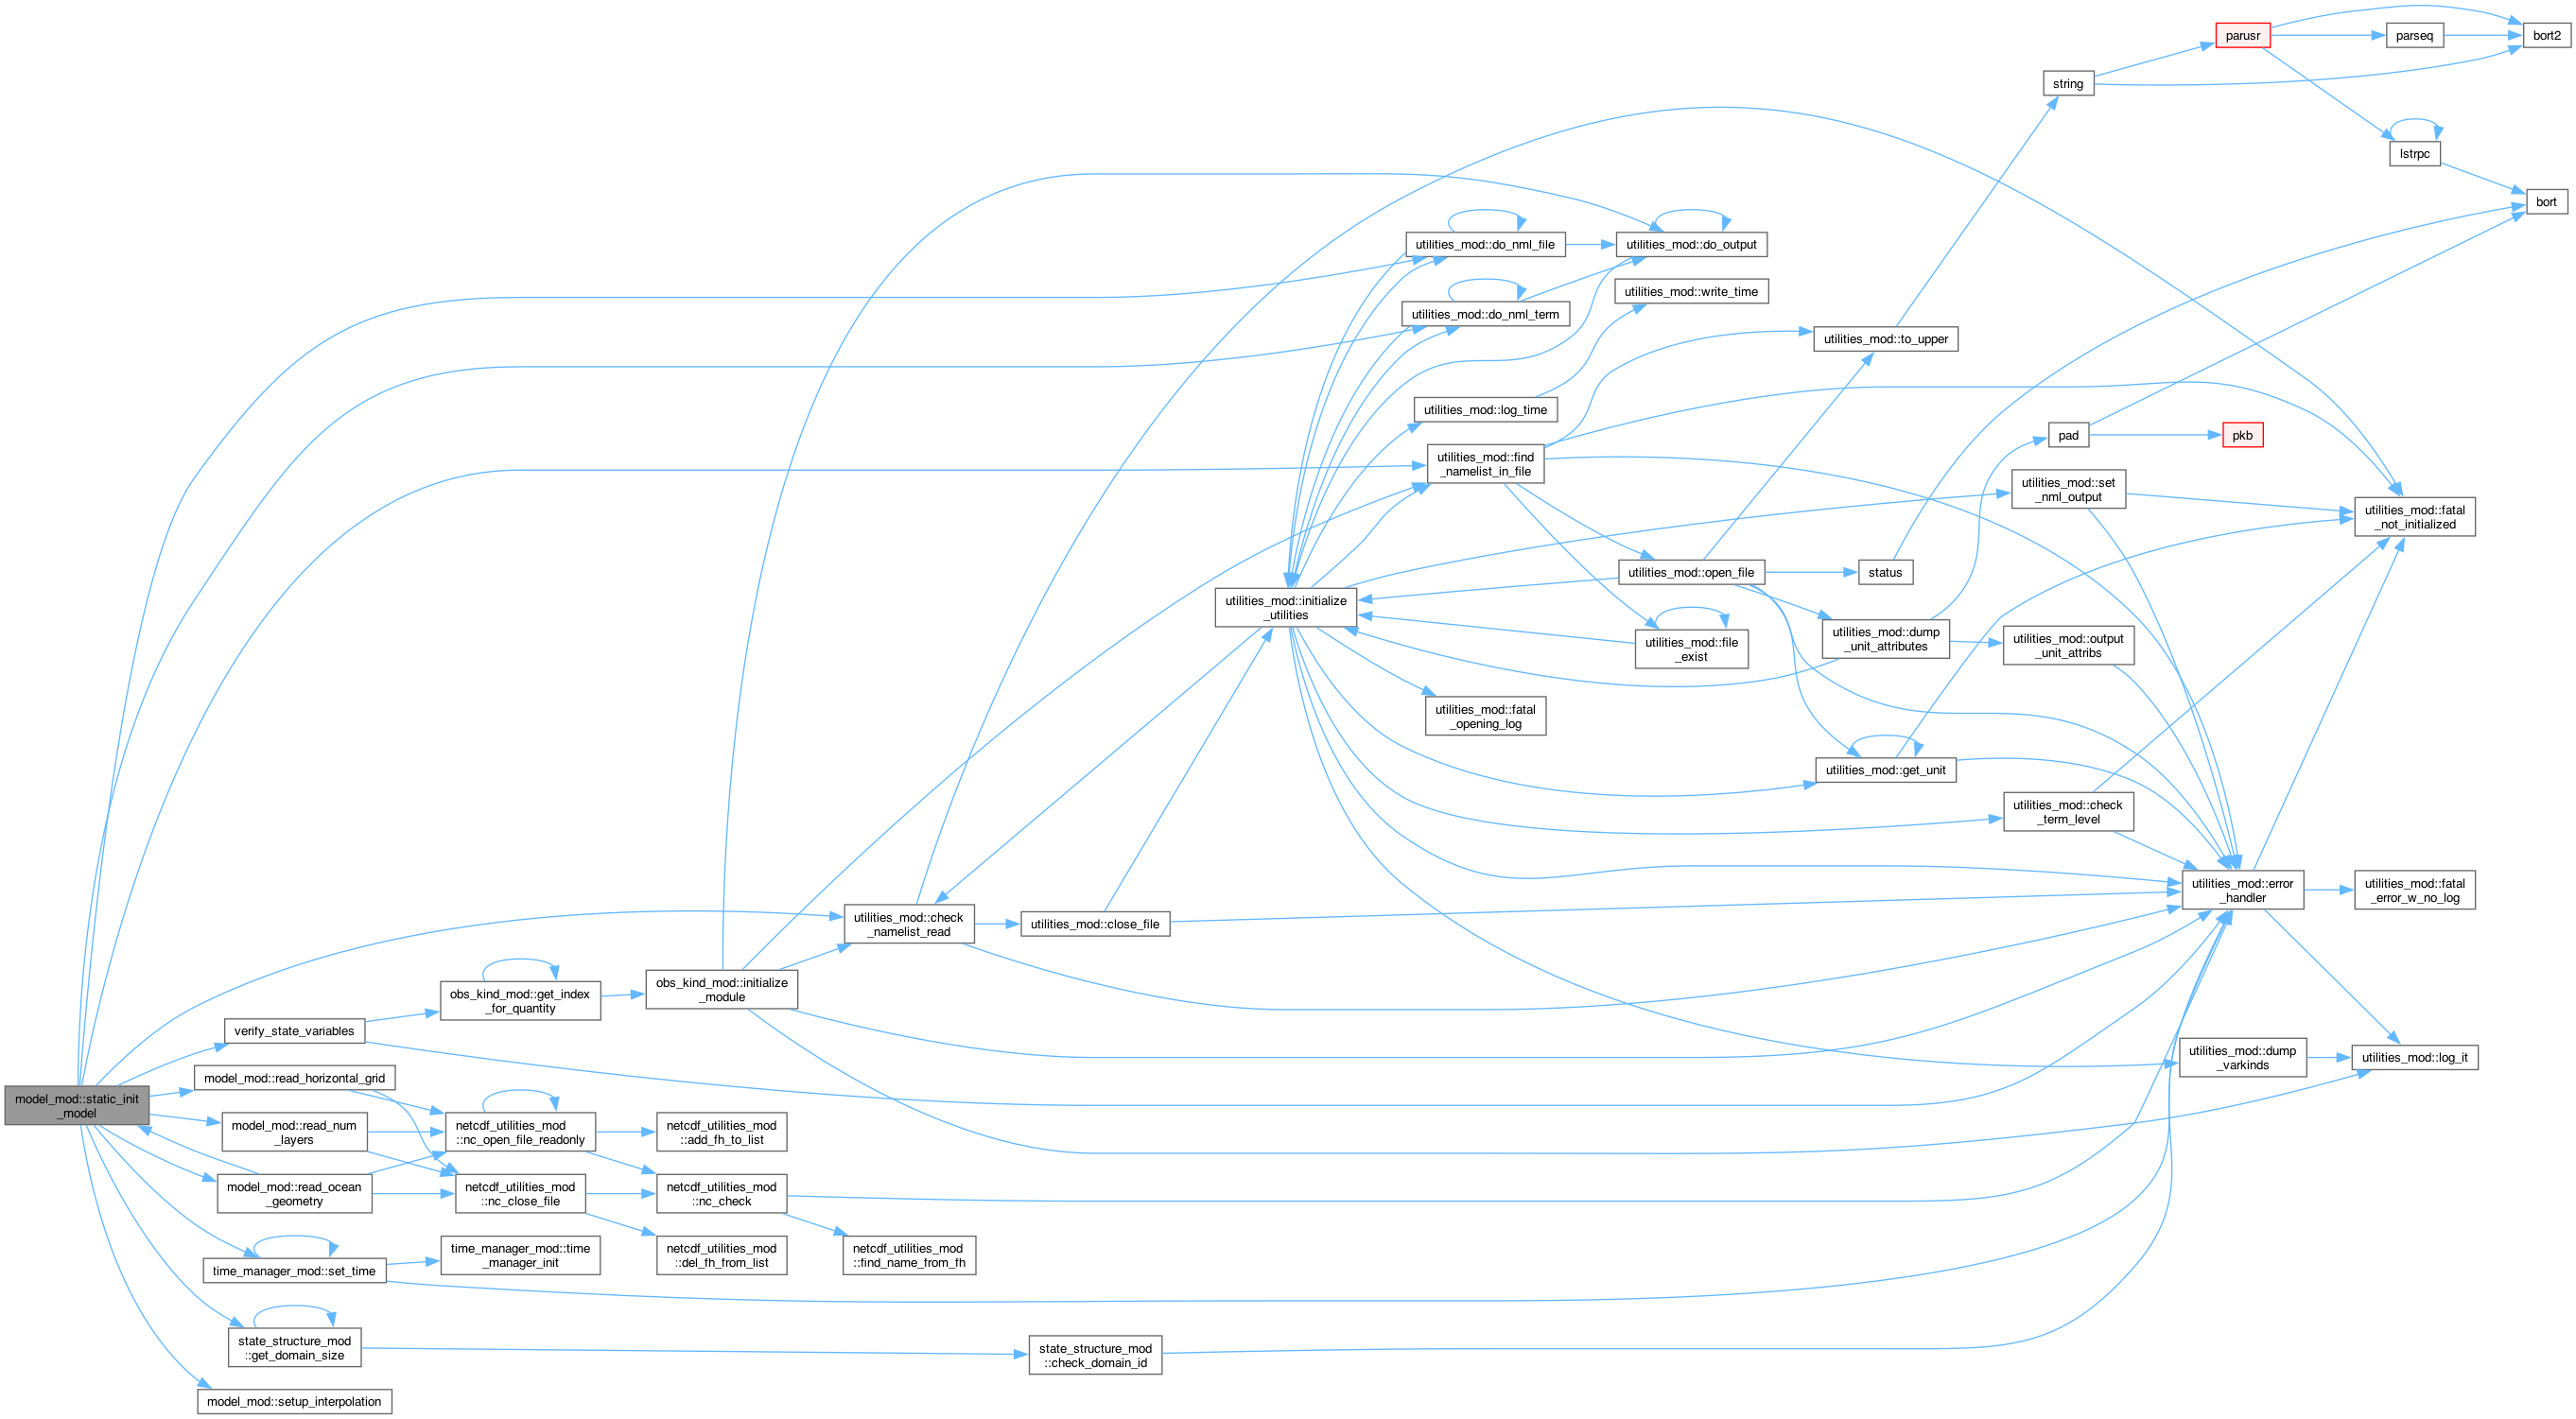 model_mod::static_init
_model
utilities_mod::do_nml_file
utilities_mod::do_output
utilities_mod::do_nml_term
utilities_mod::write_time
utilities_mod::log_time
utilities_mod::find
_namelist_in_file
utilities_mod::to_upper
string
parusr
parseq
bort2
lstrpc
bort
pad
pkb
utilities_mod::set
_nml_output
utilities_mod::fatal
_not_initialized
utilities_mod::open_file
status
utilities_mod::initialize
_utilities
utilities_mod::file
_exist
utilities_mod::dump
_unit_attributes
utilities_mod::output
_unit_attribs
utilities_mod::fatal
_opening_log
utilities_mod::get_unit
utilities_mod::check
_term_level
utilities_mod::error
_handler
utilities_mod::fatal
_error_w_no_log
utilities_mod::check
_namelist_read
utilities_mod::close_file
obs_kind_mod::get_index
_for_quantity
obs_kind_mod::initialize
_module
verify_state_variables
utilities_mod::dump
_varkinds
utilities_mod::log_it
model_mod::read_horizontal_grid
model_mod::read_num
_layers
netcdf_utilities_mod
::nc_open_file_readonly
netcdf_utilities_mod
::add_fh_to_list
model_mod::read_ocean
_geometry
netcdf_utilities_mod
::nc_close_file
netcdf_utilities_mod
::nc_check
netcdf_utilities_mod
::del_fh_from_list
netcdf_utilities_mod
::find_name_from_fh
time_manager_mod::set_time
time_manager_mod::time
_manager_init
state_structure_mod
::get_domain_size
state_structure_mod
::check_domain_id
model_mod::setup_interpolation